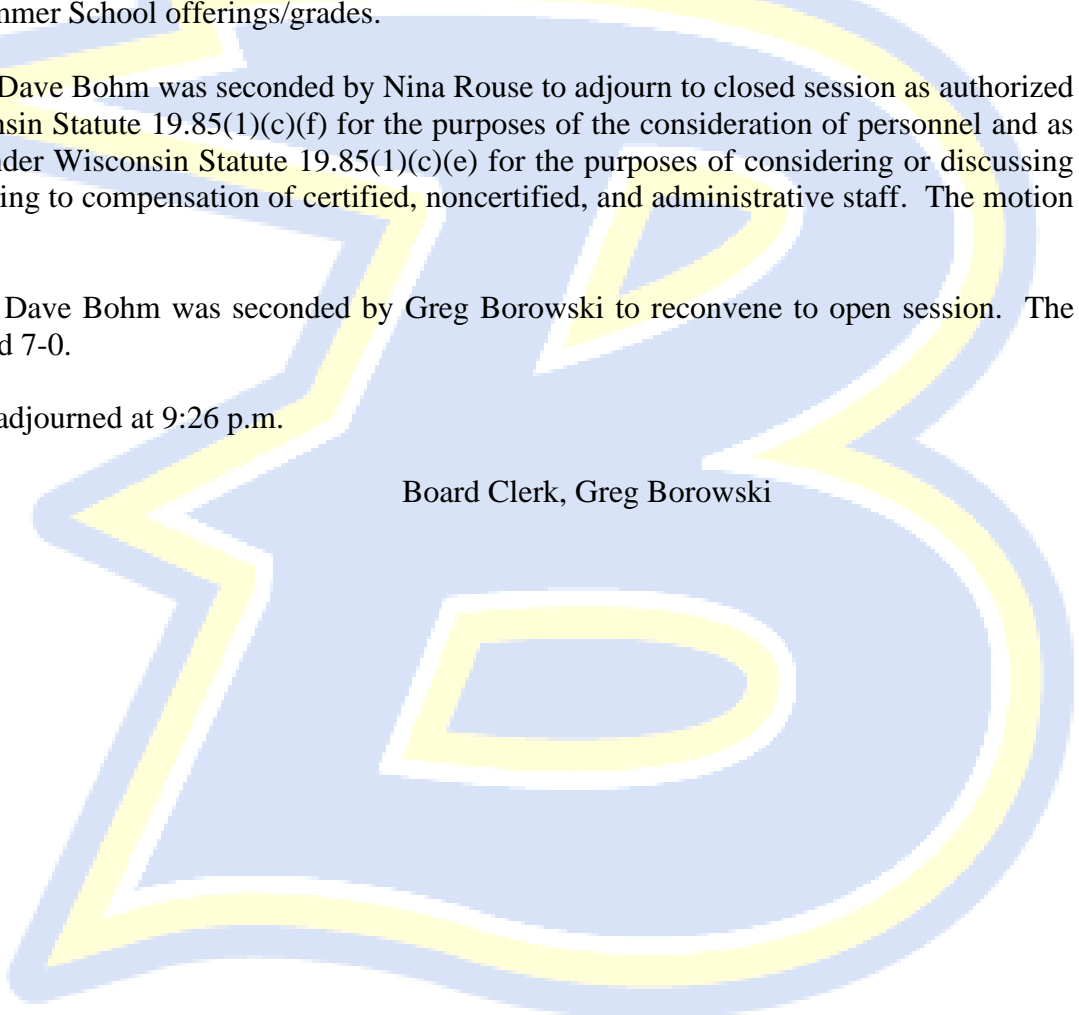 mmer School offerings/grades.
Dave Bohm was seconded by Nina Rouse to adjourn to closed session as authorized
nsin Statute 19.85(1)(c)(f) for the purposes of the consideration of personnel and as
nder Wisconsin Statute 19.85(1)(c)(e) for the purposes of considering or discussing
ing to compensation of certified, noncertified, and administrative staff. The motion
Dave Bohm was seconded by Greg Borowski to reconvene to open session. The
d 7-0.
adjourned at 9:26 p.m.
Board Clerk, Greg Borowski
B